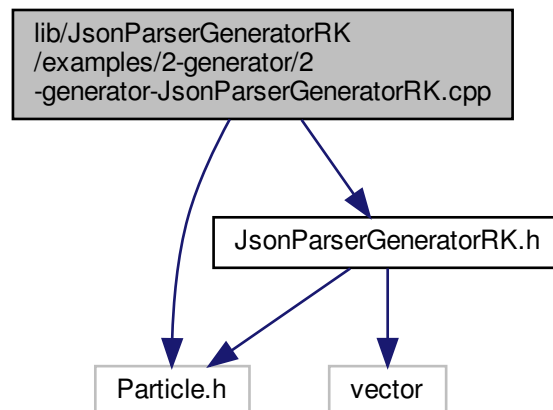 lib/JsonParserGeneratorRK
/examples/2-generator/2
-generator-JsonParserGeneratorRK.cpp
JsonParserGeneratorRK.h
Particle.h
vector